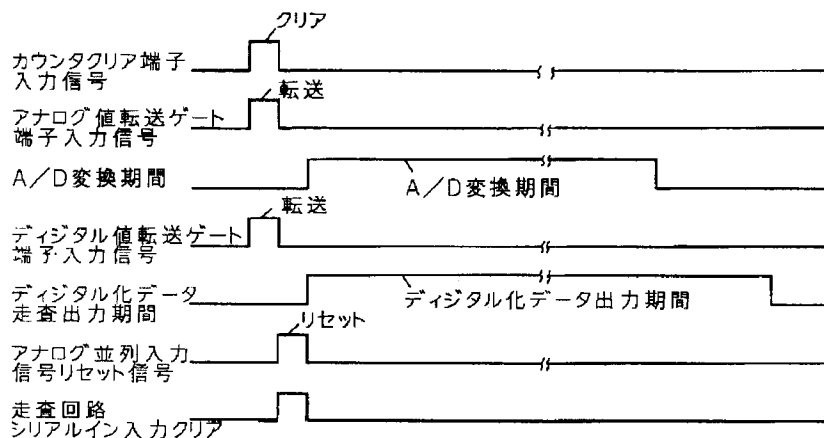 クリア
カウンタクリア端子
入力信号
転送
アナログ値転送ゲート
端子入力信号
A/D変換期間
A/D変換期間
転送
ディジタル値転送ゲート
端子入力信号
ディジタル化データ
走査出力期間
ディジタル化データ出力期間
リセット
アナログ並列入力
信号リセット信号
走査回路
シリアルイン入力クリア